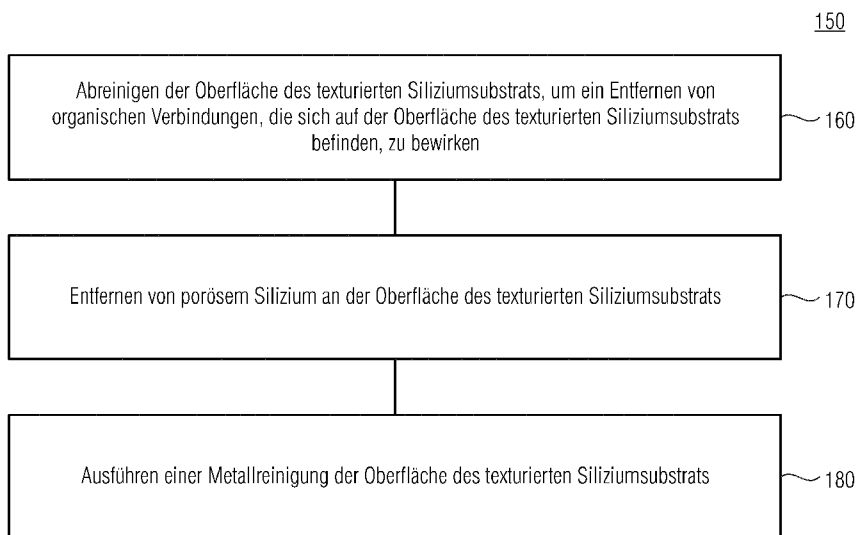 150
Abreinigen der Oberfläche des texturierten Siliziumsubstrats, um ein Entfernen von
organischen Verbindungen, die sich auf der Oberfläche des texturierten Siliziumsubstrats
befinden, zu bewirken
160
Entfernen von porösem Silizium an der Oberfläche des texturierten Siliziumsubstrats
170
Ausführen einer Metallreinigung der Oberfläche des texturierten Siliziumsubstrats
180